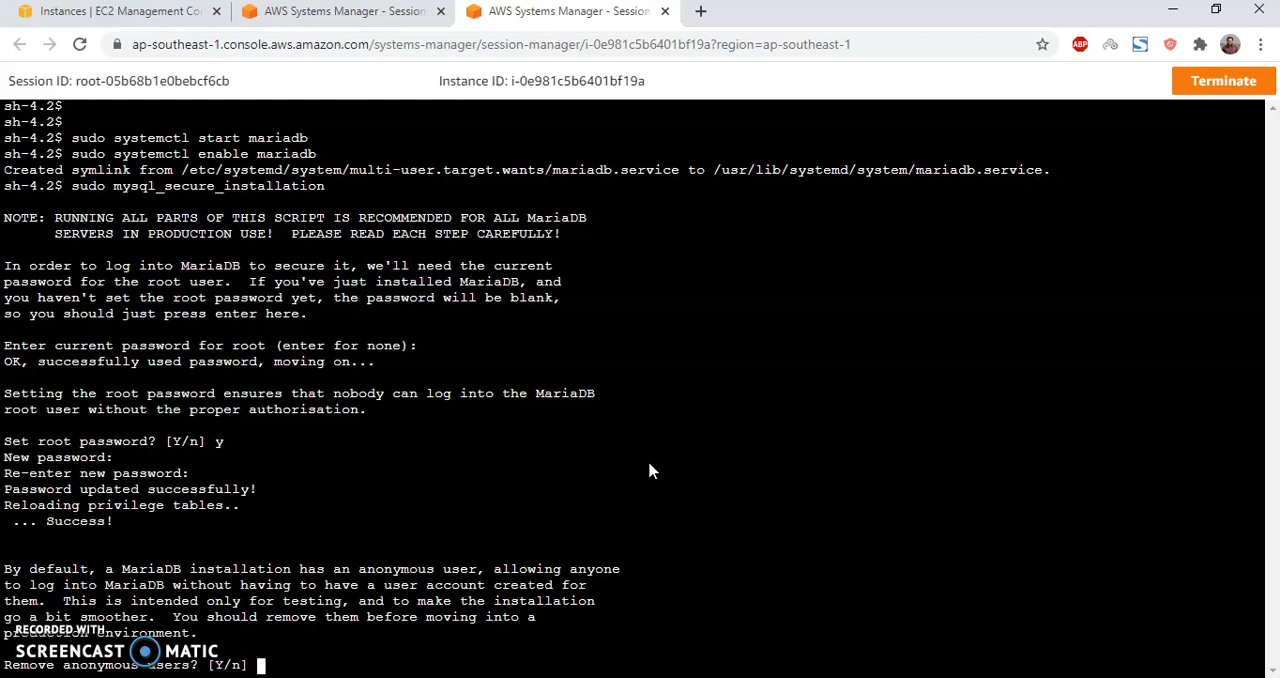 Instances | EC2 Management Co
AWS Systems Manager - Session
AWS Systems Manager - Session
ap-southeast-1.console.aws.amazon.com/systems-manager/session-manager/i-0e981c5b6401bf19a?region=ap-southeast-1
ABP
Session ID: root-05b68b1e0bebcf6cb
Instance ID: i-0e981c5b6401bf19a
Terminate
sh-4.2$
sh-4.2$
sh-4.2$ sudo systemctl start mariadb
sh-4.2$ sudo systemctl enable mariadb
Created symlink from /etc/systemd/system/multi-user.target.wants/mariadb.service to /usr/lib/systemd/system/mariadb.service.
sh-4.2$ sudo mysql_secure_installation
NOTE: RUNNING ALL PARTS OF THIS SCRIPT IS RECOMMENDED FOR ALL MariaDB
SERVERS IN PRODUCTION USE! PLEASE READ EACH STEP CAREFULLY!
In order to log into MariaDB to secure it, we'll need the current
password for the root user. If you've just installed MariaDB, and
you haven't set the root password yet, the password will be blank,
so you should just press enter here.
Enter current password for root (enter for none):
OK, successfully used password, moving on...
Setting the root password ensures that nobody can log into the MariaDB
root user without the proper authorisation.
Set root password? [Y/n] y
New password:
Re-enter new password:
Password updated successfully!
Reloading privilege tables..
... Success!
By default, a MariaDB installation has an anonymous user, allowing anyone
to log into MariaDB without having to have a user account created for
them. This is intended only for testing, and to make the installation
go a bit smoother. You should remove them before moving into a
production environment.
RECORDED WITH
SCREENCAST MATIC
Remove anonymous users? [Y/n]